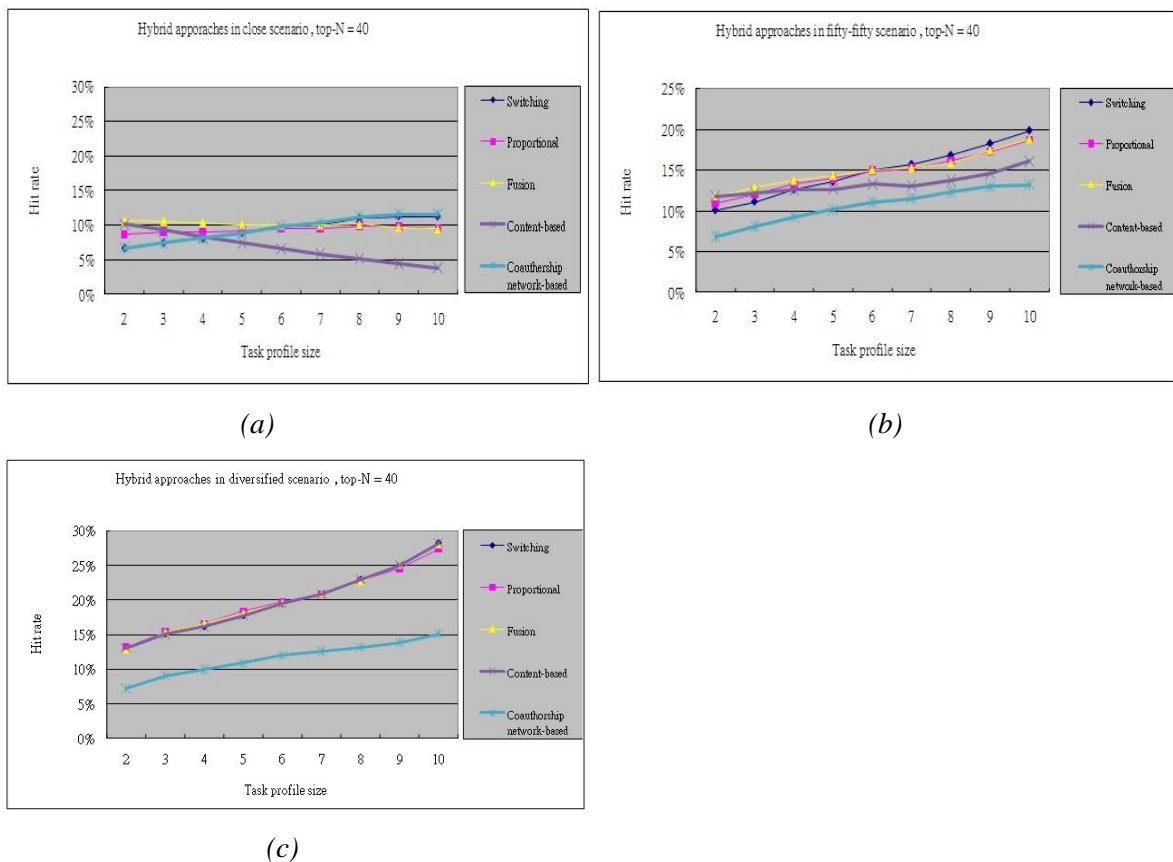 Hybrid apporaches in close scenario , top-N = 40
30%
25%
20%
15%
10%
5%
0%
Hit rate
2 3 4 5 6 7 8 9 10
Task profile size
Switching
Proportional
Fusion
Content-based
Coauthership
network-based
(a)
Hybrid approaches in fifty-fifty scenario, top-N = 40
25%
20%
15%
10%
5%
0%
Hit rate
2 3 4 5 6 7 8 9 10
Task profile size
Switching
Proportional
Fusion
Content-based
Coauthorship
network-based
(b)
Hybrid approaches in diversified scenario , top-N = 40
30%
25%
20%
15%
10%
5%
0%
Hit rate
2 3 4 5 6 7 8 9 10
Task profile size
Switching
Proportional
Fusion
Content-based
Coauthorship
network-based
(c)